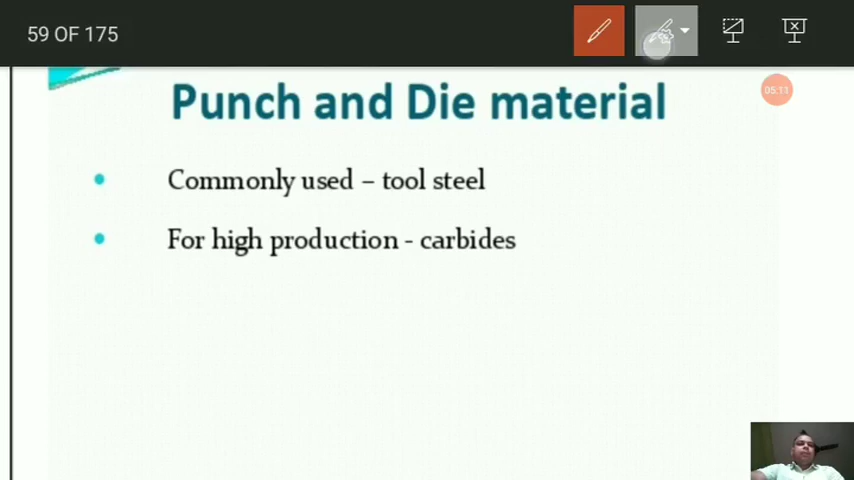 59 OF 175
05:11
Punch and Die material
Commonly used – tool steel
For high production - carbides